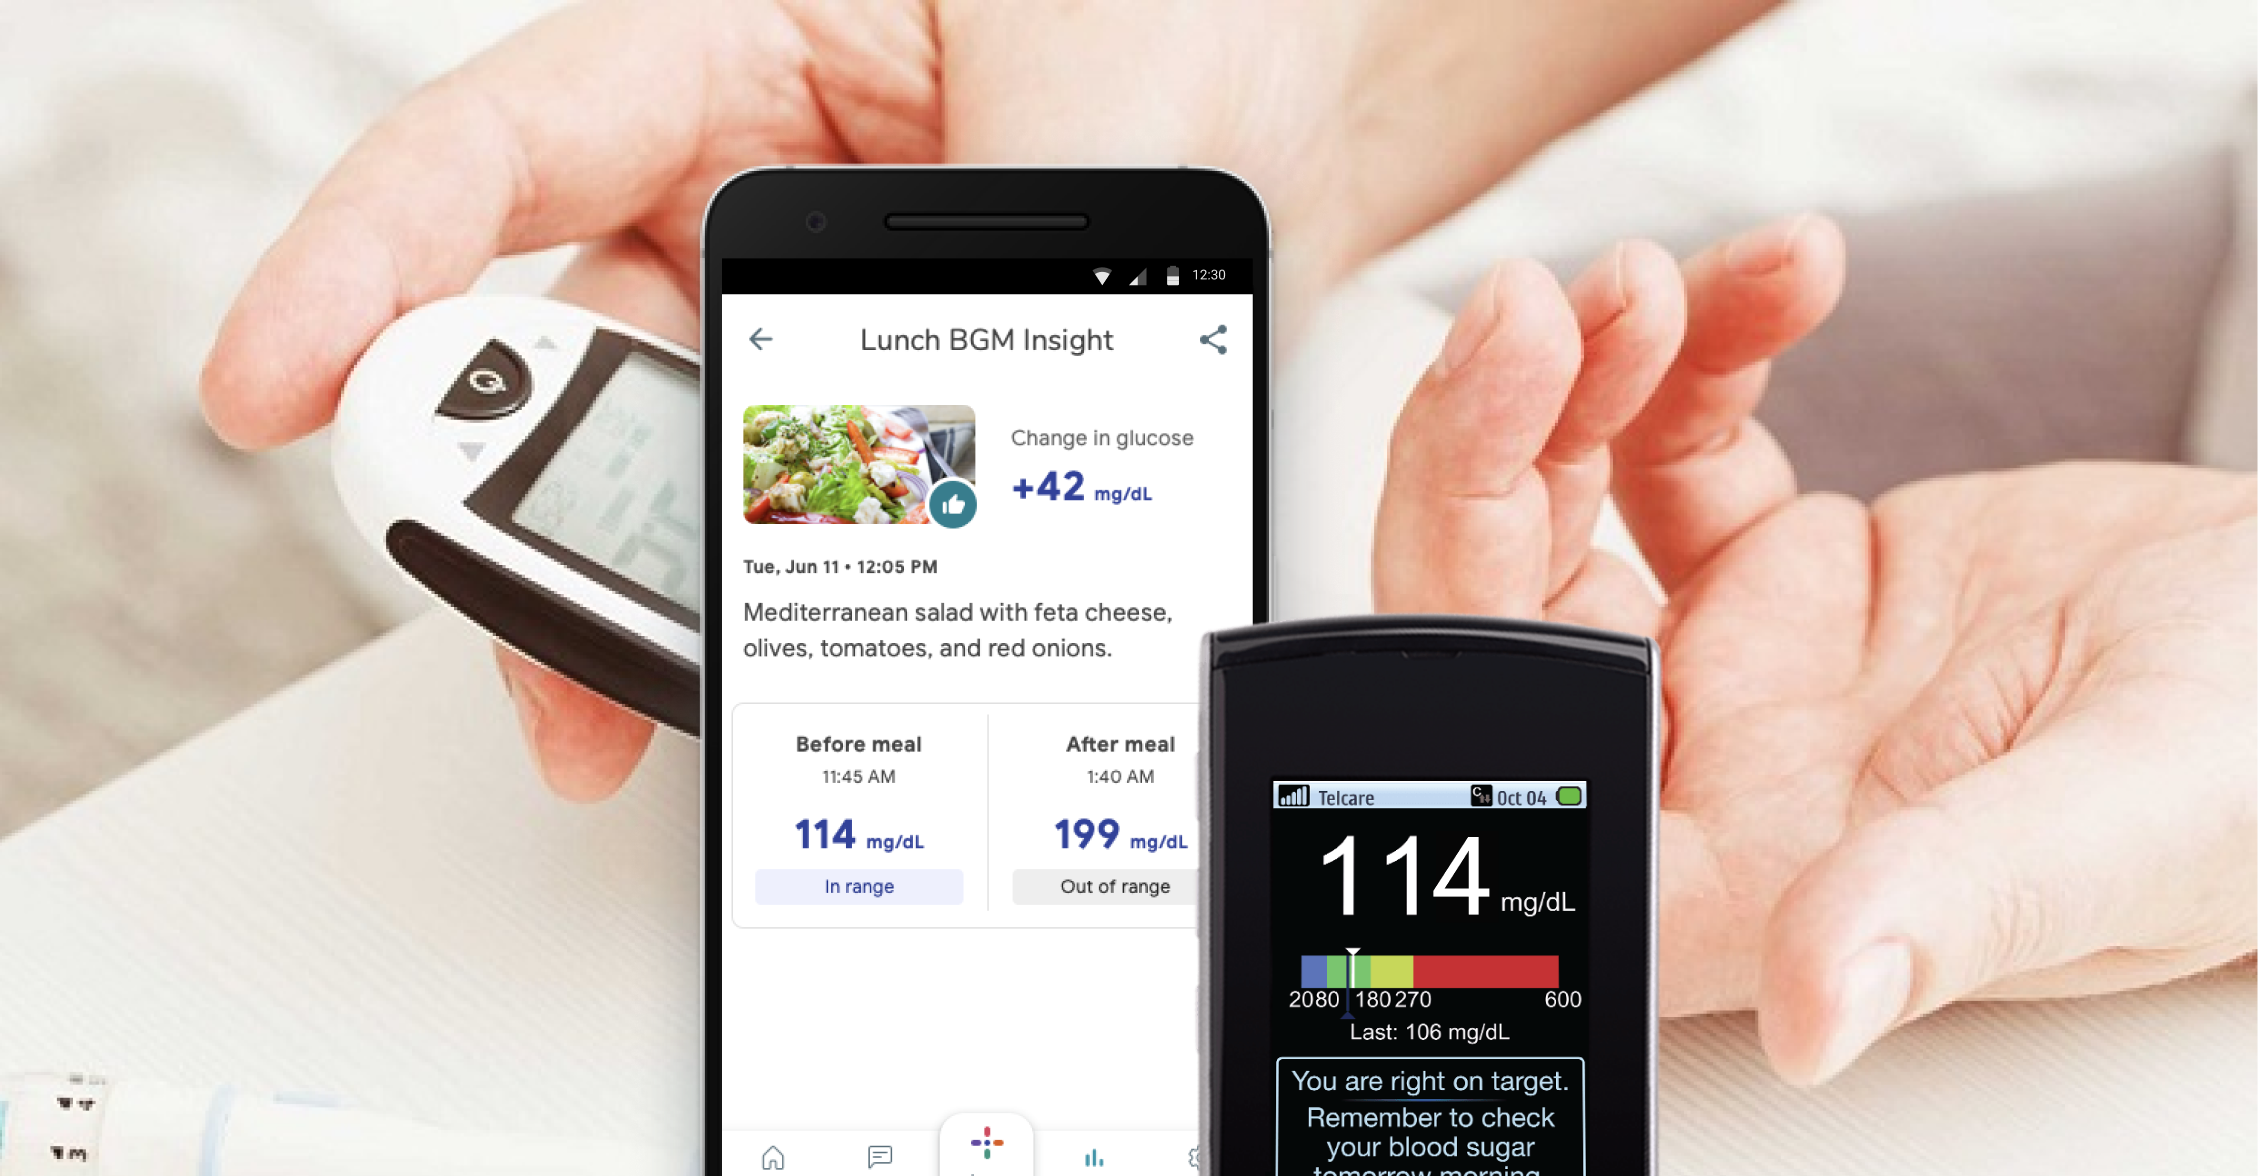 12:30
Lunch BGM Insight
Change in glucose
+42 mg/dL
Tue, Jun 11 • 12:05 PM
Mediterranean salad with feta cheese,
olives, tomatoes, and red onions.
Before meal
11:45 AM
114 mg/dL
In range
After meal
1:40 AM
199 mg/dL
Out of range
Telcare
Oct 04
114 mg/dL
20 80 180 270 600
Last: 106 mg/dL
You are right on target.
Remember to check
your blood sugar
tomorrow morning